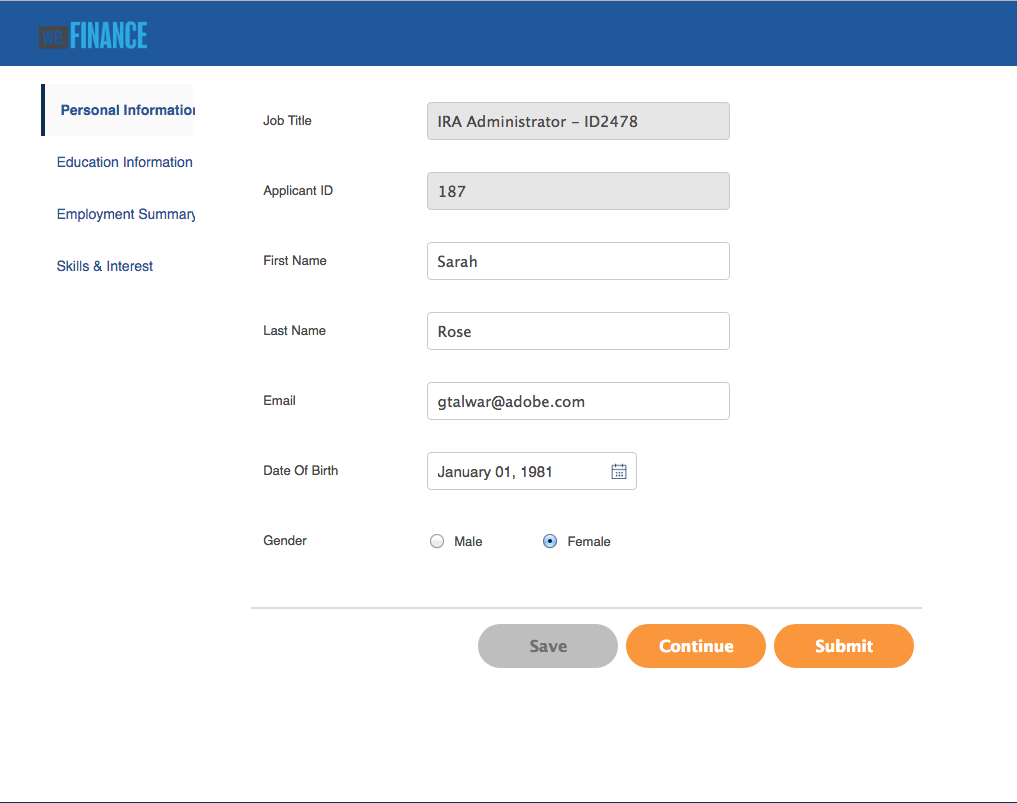 we. FINANCE
Personal Information
Education Information
Employment Summary
Skills & Interest
Job Title
IRA Administrator – ID2478
Applicant ID
187
First Name
Sarah
Last Name
Rose
Email
gtalwar@adobe.com
Date Of Birth
January 01, 1981
Gender
Male
Female
Save
Continue
Submit